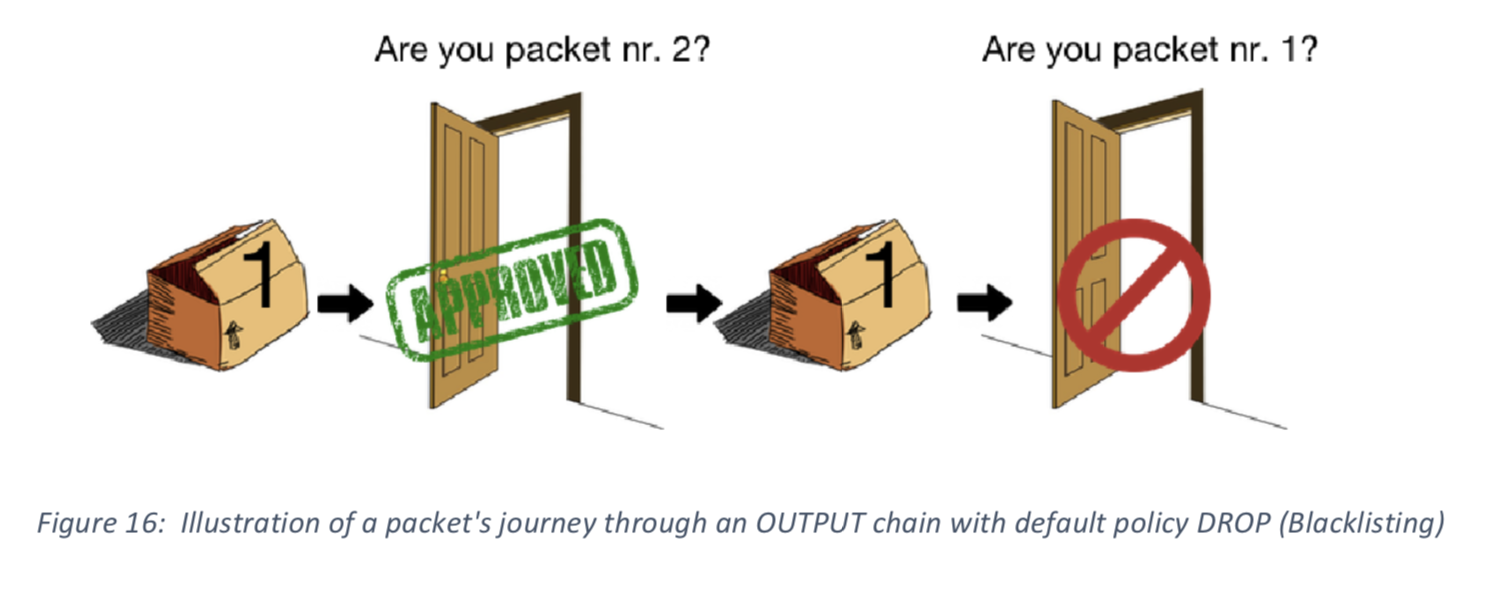 Are you packet nr. 2?
Are you packet nr. 1?
1
APPROVED
1
Figure 16:  Illustration of a packet's journey through an OUTPUT chain with default policy DROP (Blacklisting)